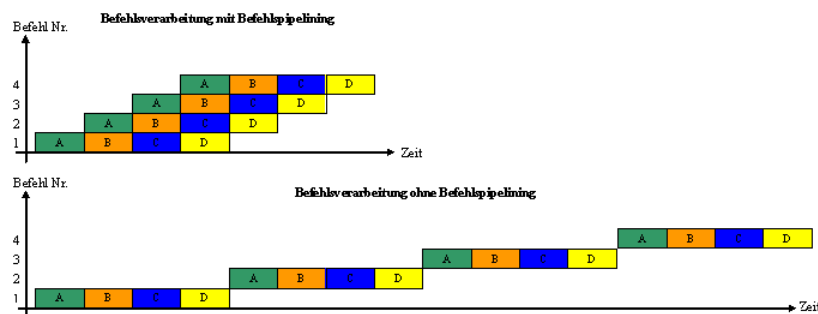 Befehlsverarbeitung mit Befehlspipelining
Befehl Nr.
4 A B C D
3 A B C D
2 A B C D
1 A B C D
Zeit
Befehl Nr.
Befehlsverarbeitung ohne Befehlspipelining
4 A B C D
3 A B C D
2 A B C D
1 A B C D
Zeit